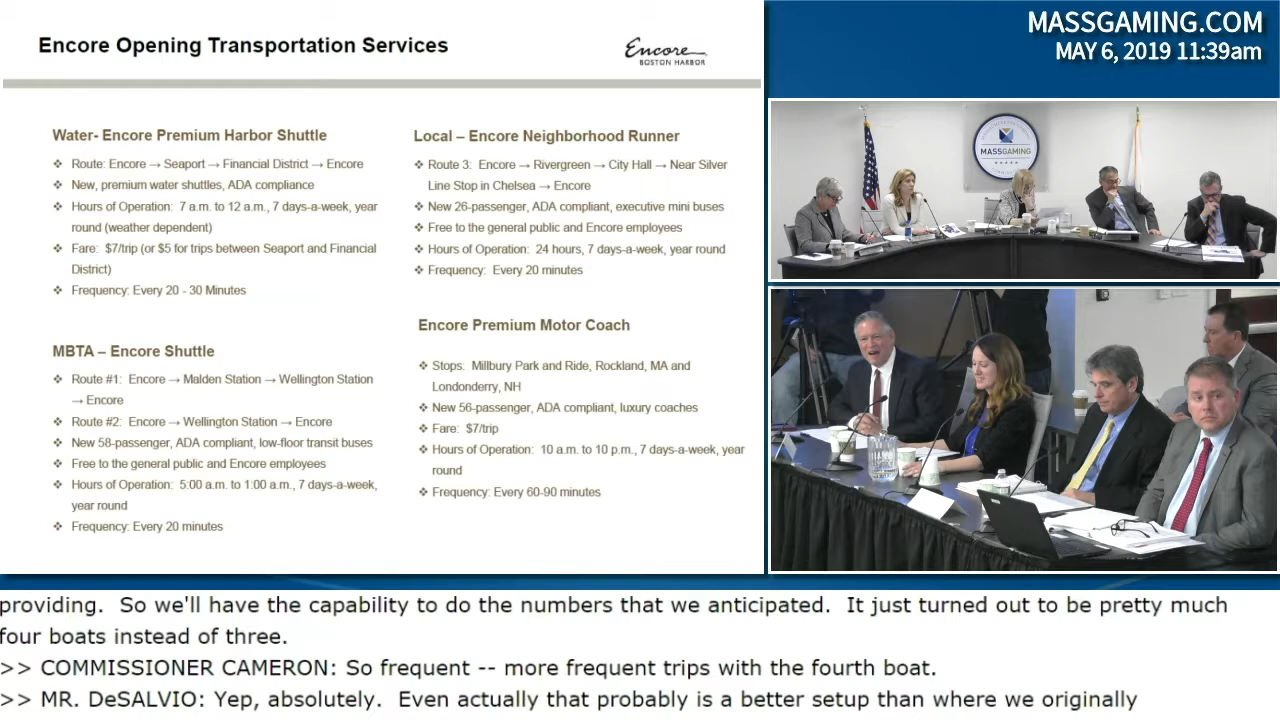 Encore Opening Transportation Services
Encore
BOSTON HARBOR
Water- Encore Premium Harbor Shuttle
❖ Route: Encore → Seaport → Financial District → Encore
❖ New, premium water shuttles, ADA compliance
❖ Hours of Operation: 7 a.m. to 12 a.m., 7 days-a-week, year
round (weather dependent)
❖ Fare: $7/trip (or $5 for trips between Seaport and Financial
District)
❖ Frequency: Every 20 - 30 Minutes
MBTA – Encore Shuttle
❖ Route #1: Encore → Malden Station → Wellington Station
→ Encore
❖ Route #2: Encore → Wellington Station → Encore
❖ New 58-passenger, ADA compliant, low-floor transit buses
❖ Free to the general public and Encore employees
❖ Hours of Operation: 5:00 a.m. to 1:00 a.m., 7 days-a-week,
year round
❖ Frequency: Every 20 minutes
Local – Encore Neighborhood Runner
❖ Route 3: Encore → Rivergreen → City Hall → Near Silver
Line Stop in Chelsea → Encore
❖ New 26-passenger, ADA compliant, executive mini buses
❖ Free to the general public and Encore employees
❖ Hours of Operation: 24 hours, 7 days-a-week, year round
❖ Frequency: Every 20 minutes
Encore Premium Motor Coach
❖ Stops: Millbury Park and Ride, Rockland, MA and
Londonderry, NH
❖ New 56-passenger, ADA compliant, luxury coaches
❖ Fare: $7/trip
❖ Hours of Operation: 10 a.m. to 10 p.m., 7 days-a-week, year
round
❖ Frequency: Every 60-90 minutes
MASSGAMING.COM
MAY 6, 2019 11:39am
MASSGAMING
providing. So we'll have the capability to do the numbers that we anticipated. It just turned out to be pretty much
four boats instead of three.
>> COMMISSIONER CAMERON: So frequent -- more frequent trips with the fourth boat.
>> MR. DeSALVIO: Yep, absolutely. Even actually that probably is a better setup than where we originally